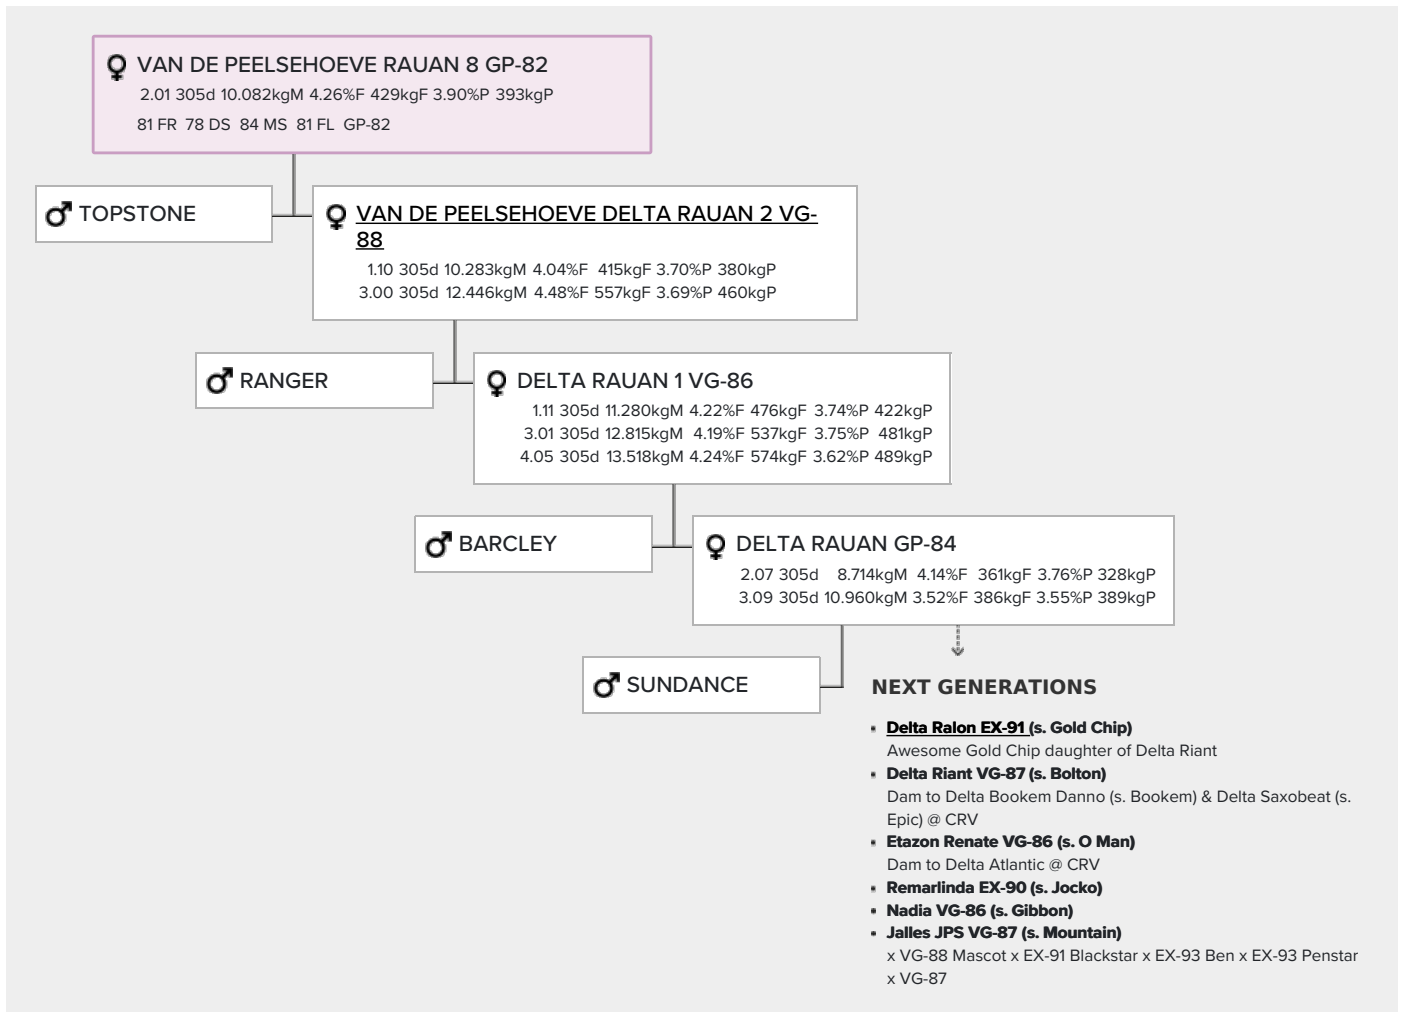 VAN DE PEELSEHOEVE RAUAN 8 GP-82
2.01 305d 10.082kgM 4.26%F 429kgF 3.90%P 393kgP
81 FR 78 DS 84 MS 81 FL GP-82
TOPSTONE
VAN DE PEELSEHOEVE DELTA RAUAN 2 VG-
88
1.10 305d 10.283kgM 4.04%F 415kgF 3.70%P 380kgP
3.00 305d 12.446kgM 4.48%F 557kgF 3.69%P 460kgP
RANGER
DELTA RAUAN 1 VG-86
1.11 305d 11.280kgM 4.22%F 476kgF 3.74%P 422kgP
3.01 305d 12.815kgM 4.19%F 537kgF 3.75%P 481kgP
4.05 305d 13.518kgM 4.24%F 574kgF 3.62%P 489kgP
BARCLEY
DELTA RAUAN GP-84
2.07 305d 8.714kgM 4.14%F 361kgF 3.76%P 328kgP
3.09 305d 10.960kgM 3.52%F 386kgF 3.55%P 389kgP
SUNDANCE
NEXT GENERATIONS
Delta Ralon EX-91 (s. Gold Chip)
Awesome Gold Chip daughter of Delta Riant
Delta Riant VG-87 (s. Bolton)
Dam to Delta Bookem Danno (s. Bookem) & Delta Saxobeat (s.
Epic) @ CRV
Etazon Renate VG-86 (s. O Man)
Dam to Delta Atlantic @ CRV
Remarlinda EX-90 (s. Jocko)
Nadia VG-86 (s. Gibbon)
Jalles JPS VG-87 (s. Mountain)
x VG-88 Mascot x EX-91 Blackstar x EX-93 Ben x EX-93 Penstar
x VG-87